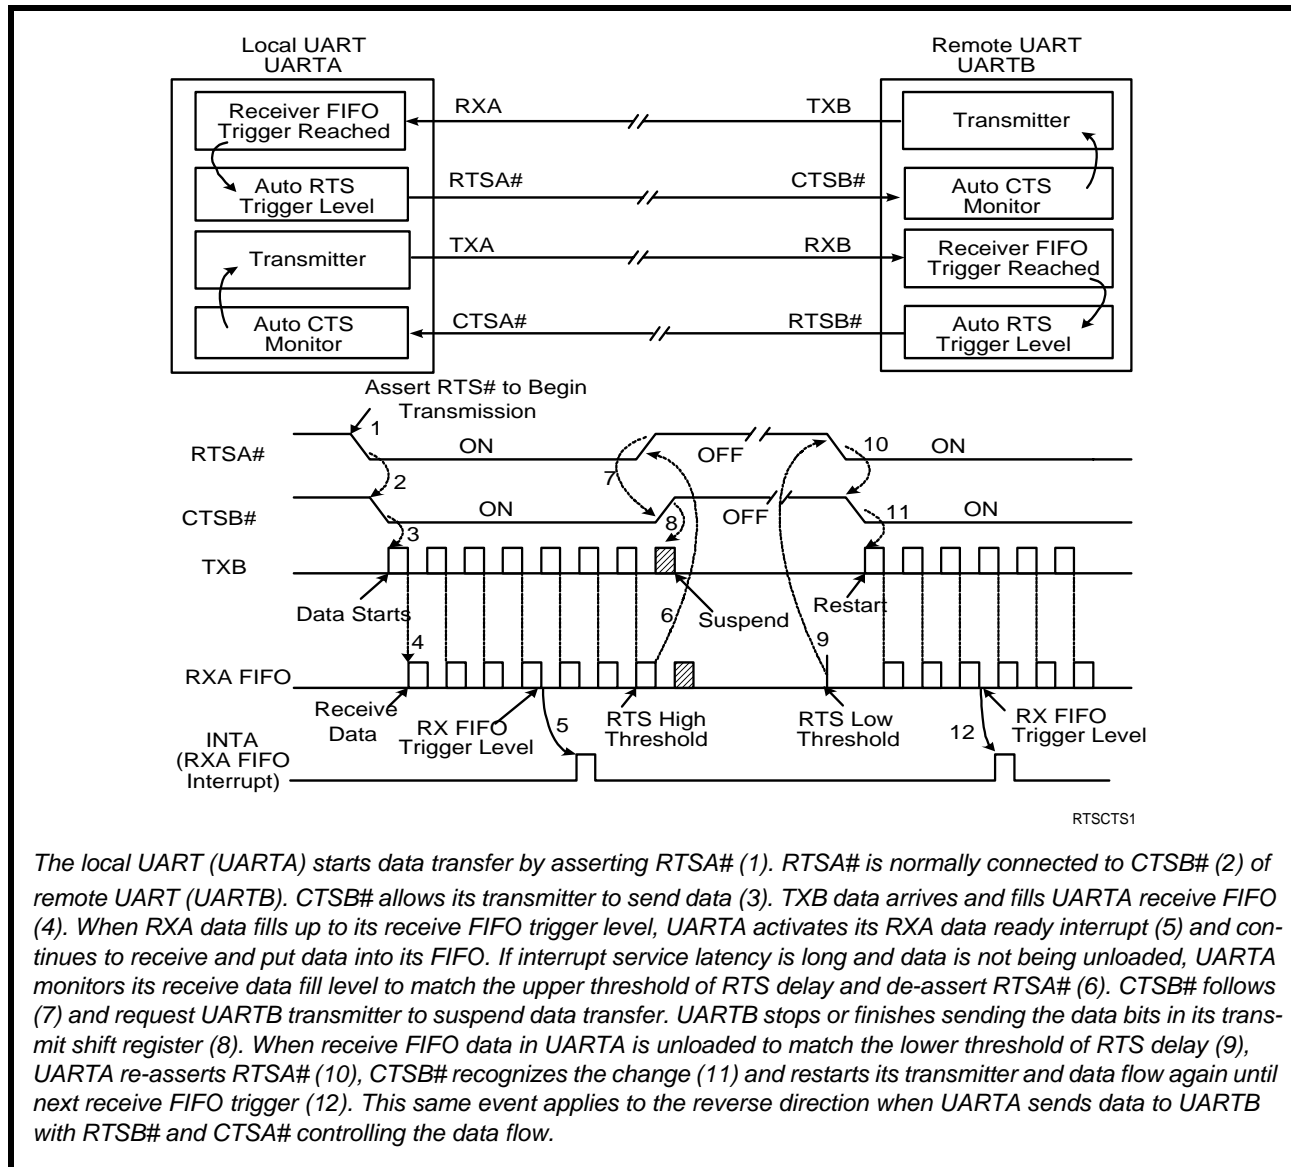 Local UART
UARTA
Remote UART
UARTB
Receiver FIFO
Trigger Reached
RXA
TXB
Transmitter
Auto RTS
Trigger Level
RTSA#
CTSB#
Auto CTS
Monitor
Transmitter
TXA
RXB
Receiver FIFO
Trigger Reached
Auto CTS
Monitor
CTSA#
RTSB#
Auto RTS
Trigger Level
Assert RTS# to Begin
Transmission
RTSA#
1
ON
7
OFF
10
ON
2
CTSB#
ON
8
OFF
11
ON
3
TXB
Data Starts
6
Suspend
Restart
4
9
RXA FIFO
Receive
Data
RX FIFO
Trigger Level
5
RTS High
Threshold
RTS Low
Threshold
12
RX FIFO
Trigger Level
INTA
(RXA FIFO
Interrupt)
RTSCTS1
The local UART (UARTA) starts data transfer by asserting RTSA# (1). RTSA# is normally connected to CTSB# (2) of
remote UART (UARTB). CTSB# allows its transmitter to send data (3). TXB data arrives and fills UARTA receive FIFO
(4). When RXA data fills up to its receive FIFO trigger level, UARTA activates its RXA data ready interrupt (5) and con-
tinues to receive and put data into its FIFO. If interrupt service latency is long and data is not being unloaded, UARTA
monitors its receive data fill level to match the upper threshold of RTS delay and de-assert RTSA# (6). CTSB# follows
(7) and request UARTB transmitter to suspend data transfer. UARTB stops or finishes sending the data bits in its trans-
mit shift register (8). When receive FIFO data in UARTA is unloaded to match the lower threshold of RTS delay (9),
UARTA re-asserts RTSA# (10), CTSB# recognizes the change (11) and restarts its transmitter and data flow again until
next receive FIFO trigger (12). This same event applies to the reverse direction when UARTA sends data to UARTB
with RTSB# and CTSA# controlling the data flow.